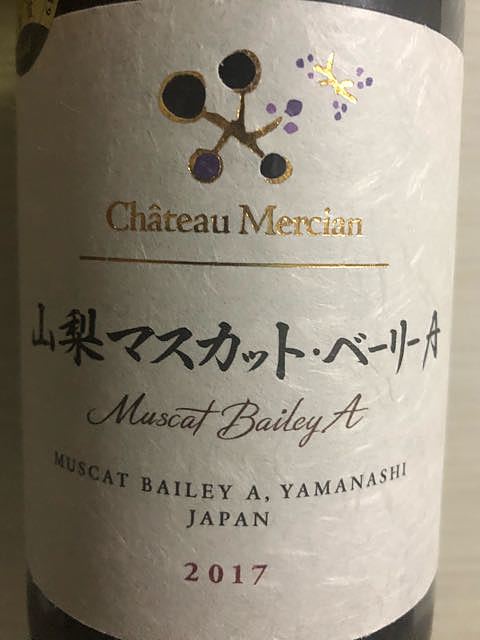 Château Mercian
山梨マスカット・ベーリーA
Muscat Bailey A
MUSCAT BAILEY A, YAMANASHI
JAPAN
2017